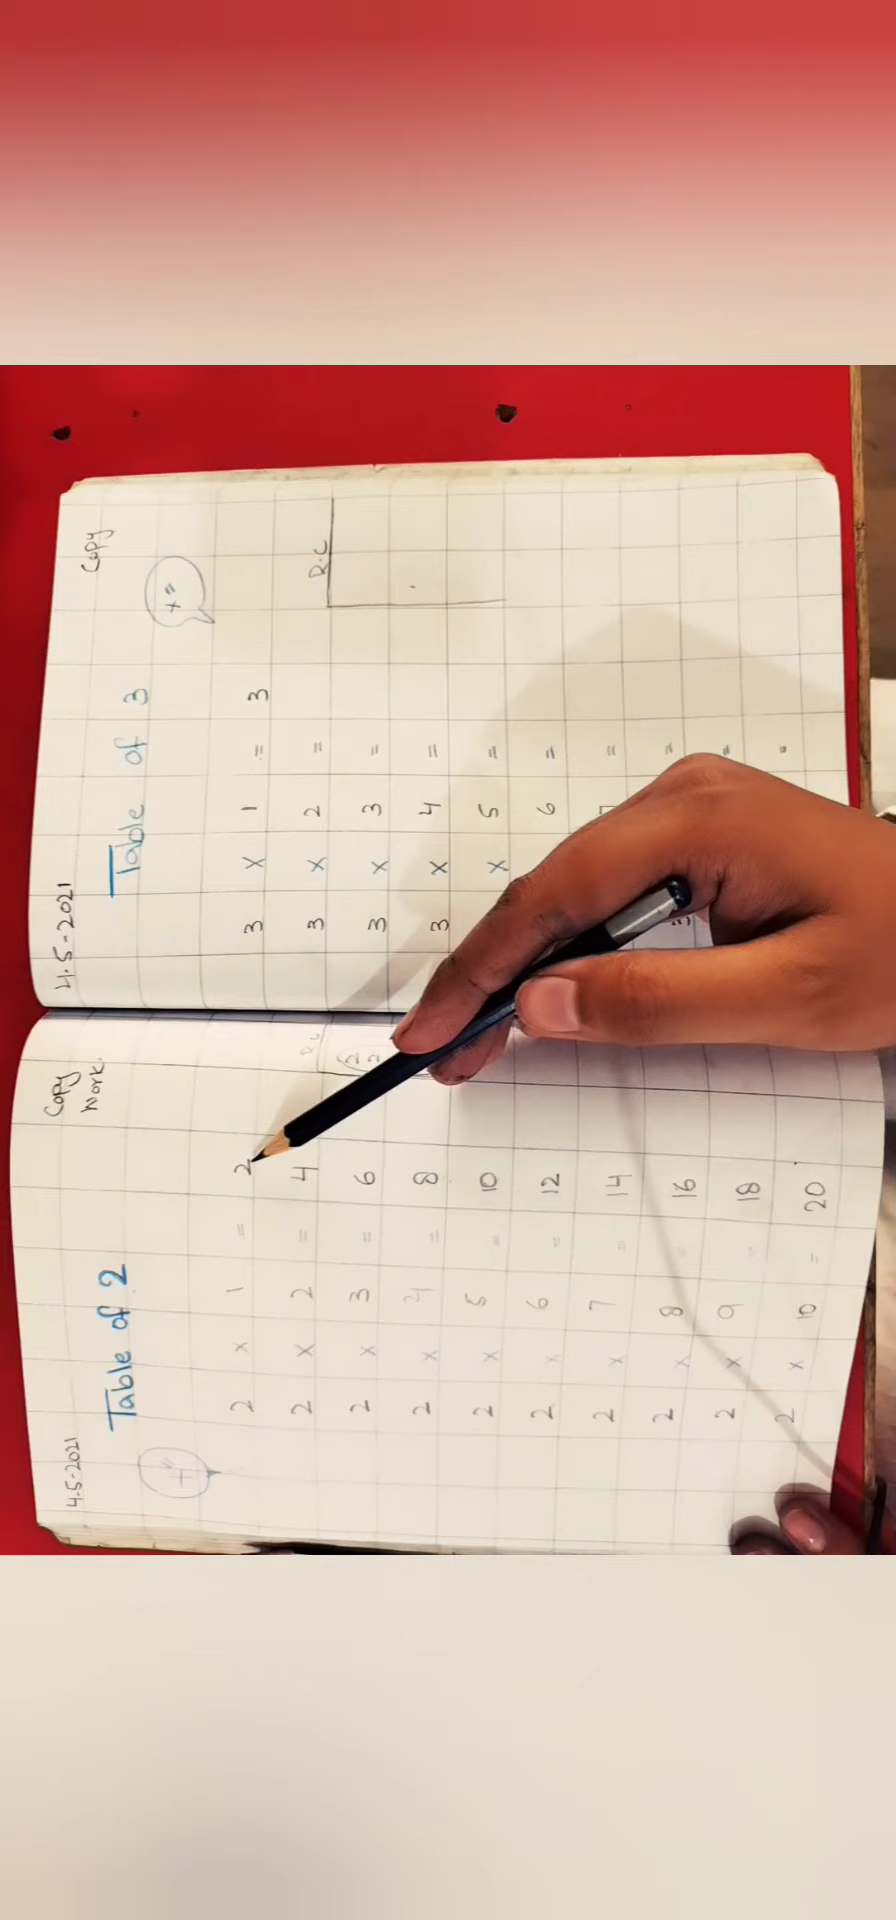 4.5-2021
Copy
Work.
Table of 2
2 x 1 = 2
2 x 2 = 4
2 x 3 = 6
2 x 4 = 8
2 x 5 = 10
2 x 6 = 12
2 x 7 = 14
2 x 8 = 16
2 x 9 = 18
2 x 10 = 20
R.C
2
2
4.5-2021
Copy
Table of 3
x =
R.C
3 x 1 = 3
3 x 2 =
3 x 3 =
3 x 4 =
x 5 =
6 =
=
=
=
=